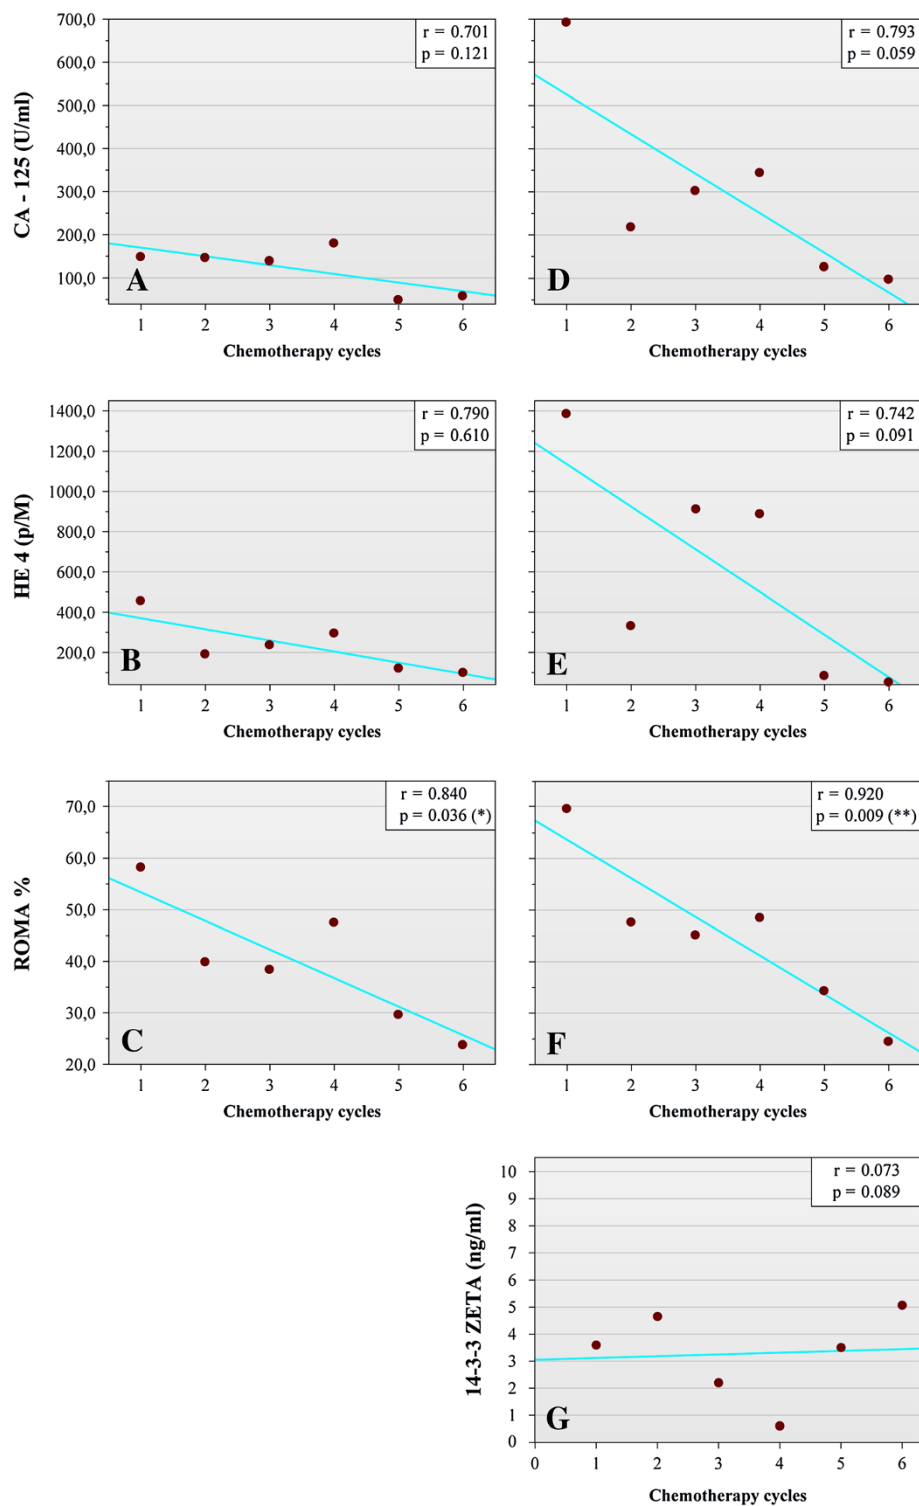 CA - 125 (U/ml)
700,0
600,0
500,0
400,0
300,0
200,0
100,0
r = 0.701
p = 0.121
A
1 2 3 4 5 6
Chemotherapy cycles
r = 0.793
p = 0.059
D
1 2 3 4 5 6
Chemotherapy cycles
HE 4 (p/M)
1400,0
1200,0
1000,0
800,0
600,0
400,0
200,0
r = 0.790
p = 0.610
B
1 2 3 4 5 6
Chemotherapy cycles
r = 0.742
p = 0.091
E
1 2 3 4 5 6
Chemotherapy cycles
ROMA %
70,0
60,0
50,0
40,0
30,0
20,0
r = 0.840
p = 0.036 (*)
C
1 2 3 4 5 6
Chemotherapy cycles
r = 0.920
p = 0.009 (**)
F
1 2 3 4 5 6
Chemotherapy cycles
14-3-3 ZETA (ng/ml)
10
9
8
7
6
5
4
3
2
1
0
r = 0.073
p = 0.089
G
0 1 2 3 4 5 6
Chemotherapy cycles